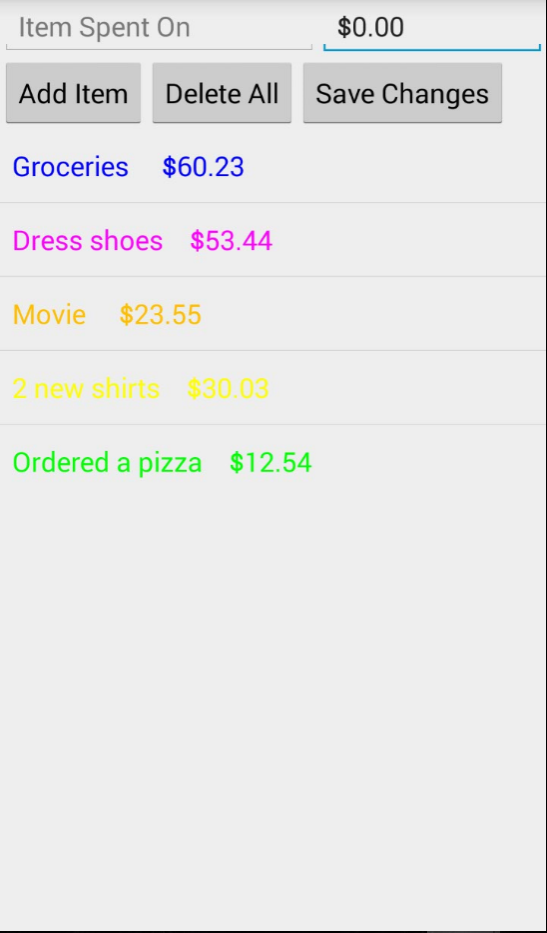 Item Spent On $0.00
Add Item Delete All Save Changes
Groceries $60.23
Dress shoes $53.44
Movie $23.55
2 new shirts $30.03
Ordered a pizza $12.54